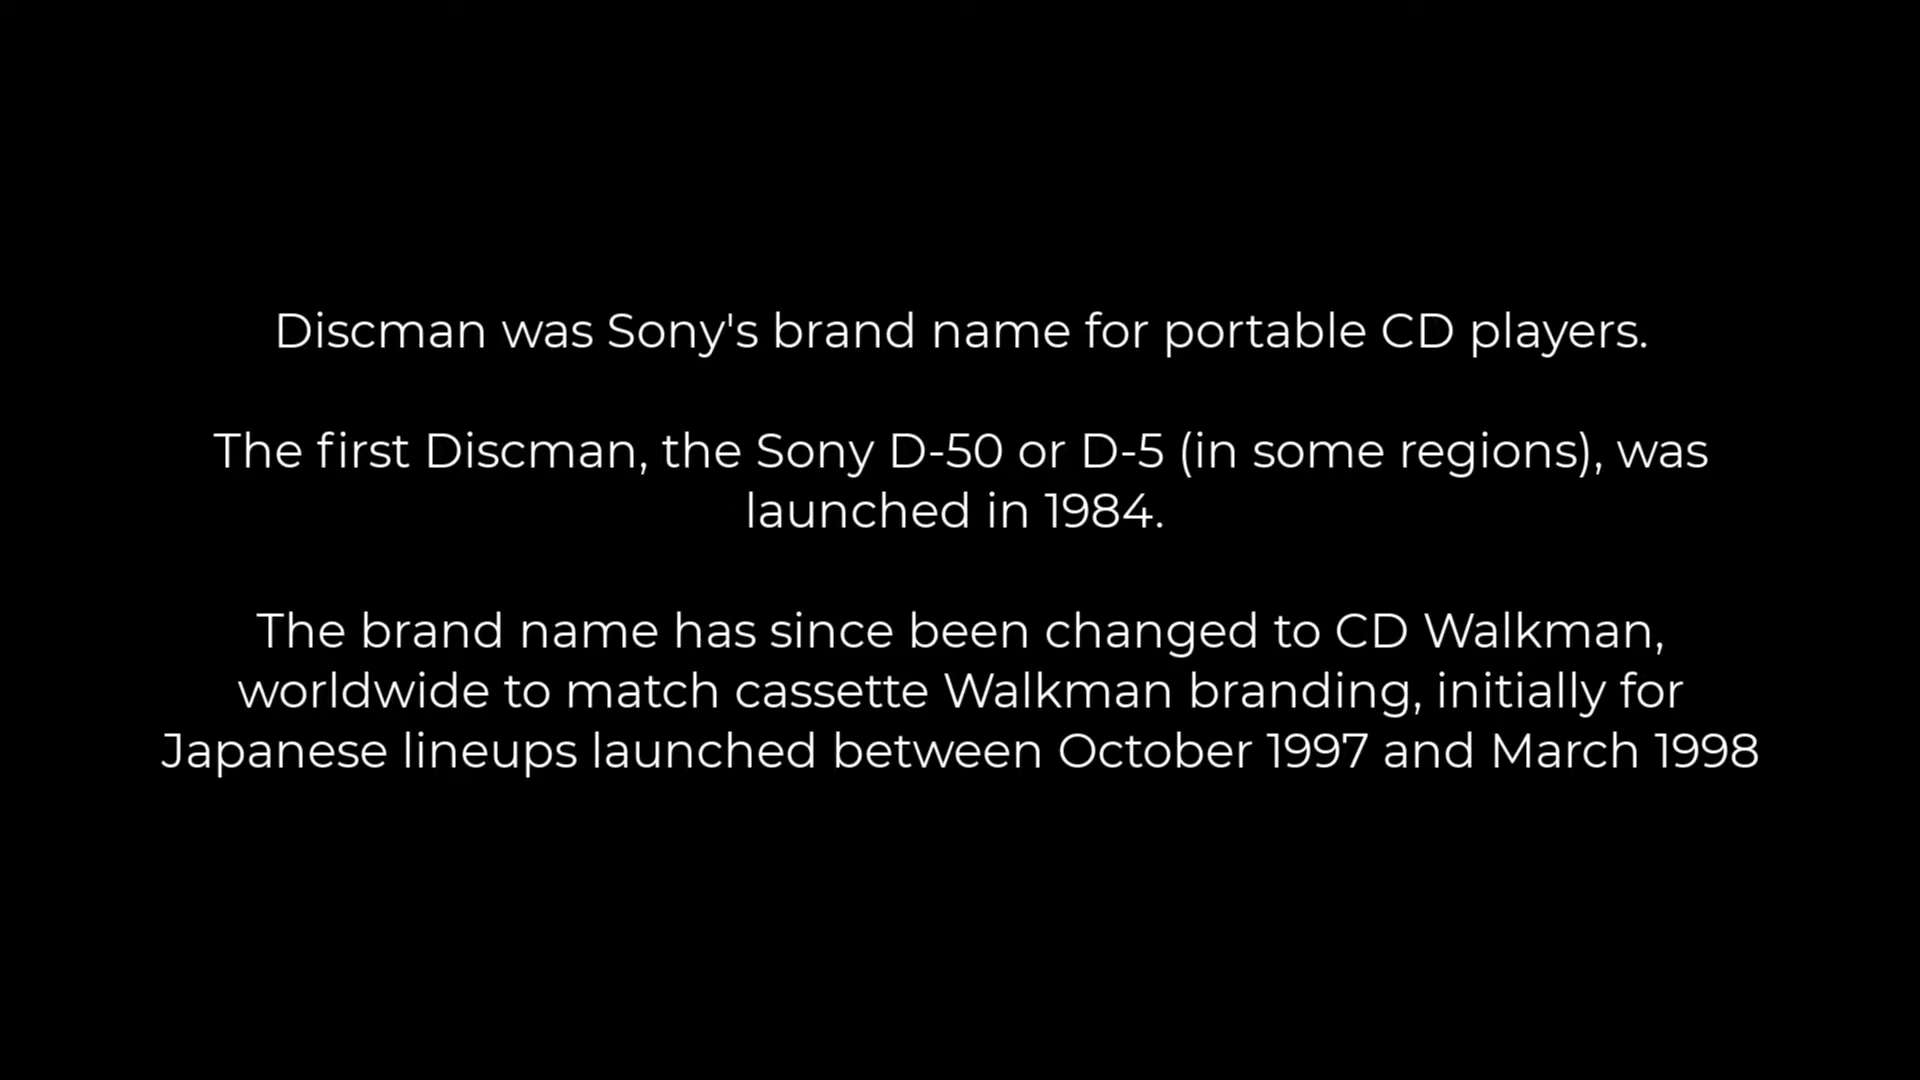 Discman was Sony's brand name for portable CD players.
The first Discman, the Sony D-50 or D-5 (in some regions), was
launched in 1984.
The brand name has since been changed to CD Walkman,
worldwide to match cassette Walkman branding, initially for
Japanese lineups launched between October 1997 and March 1998